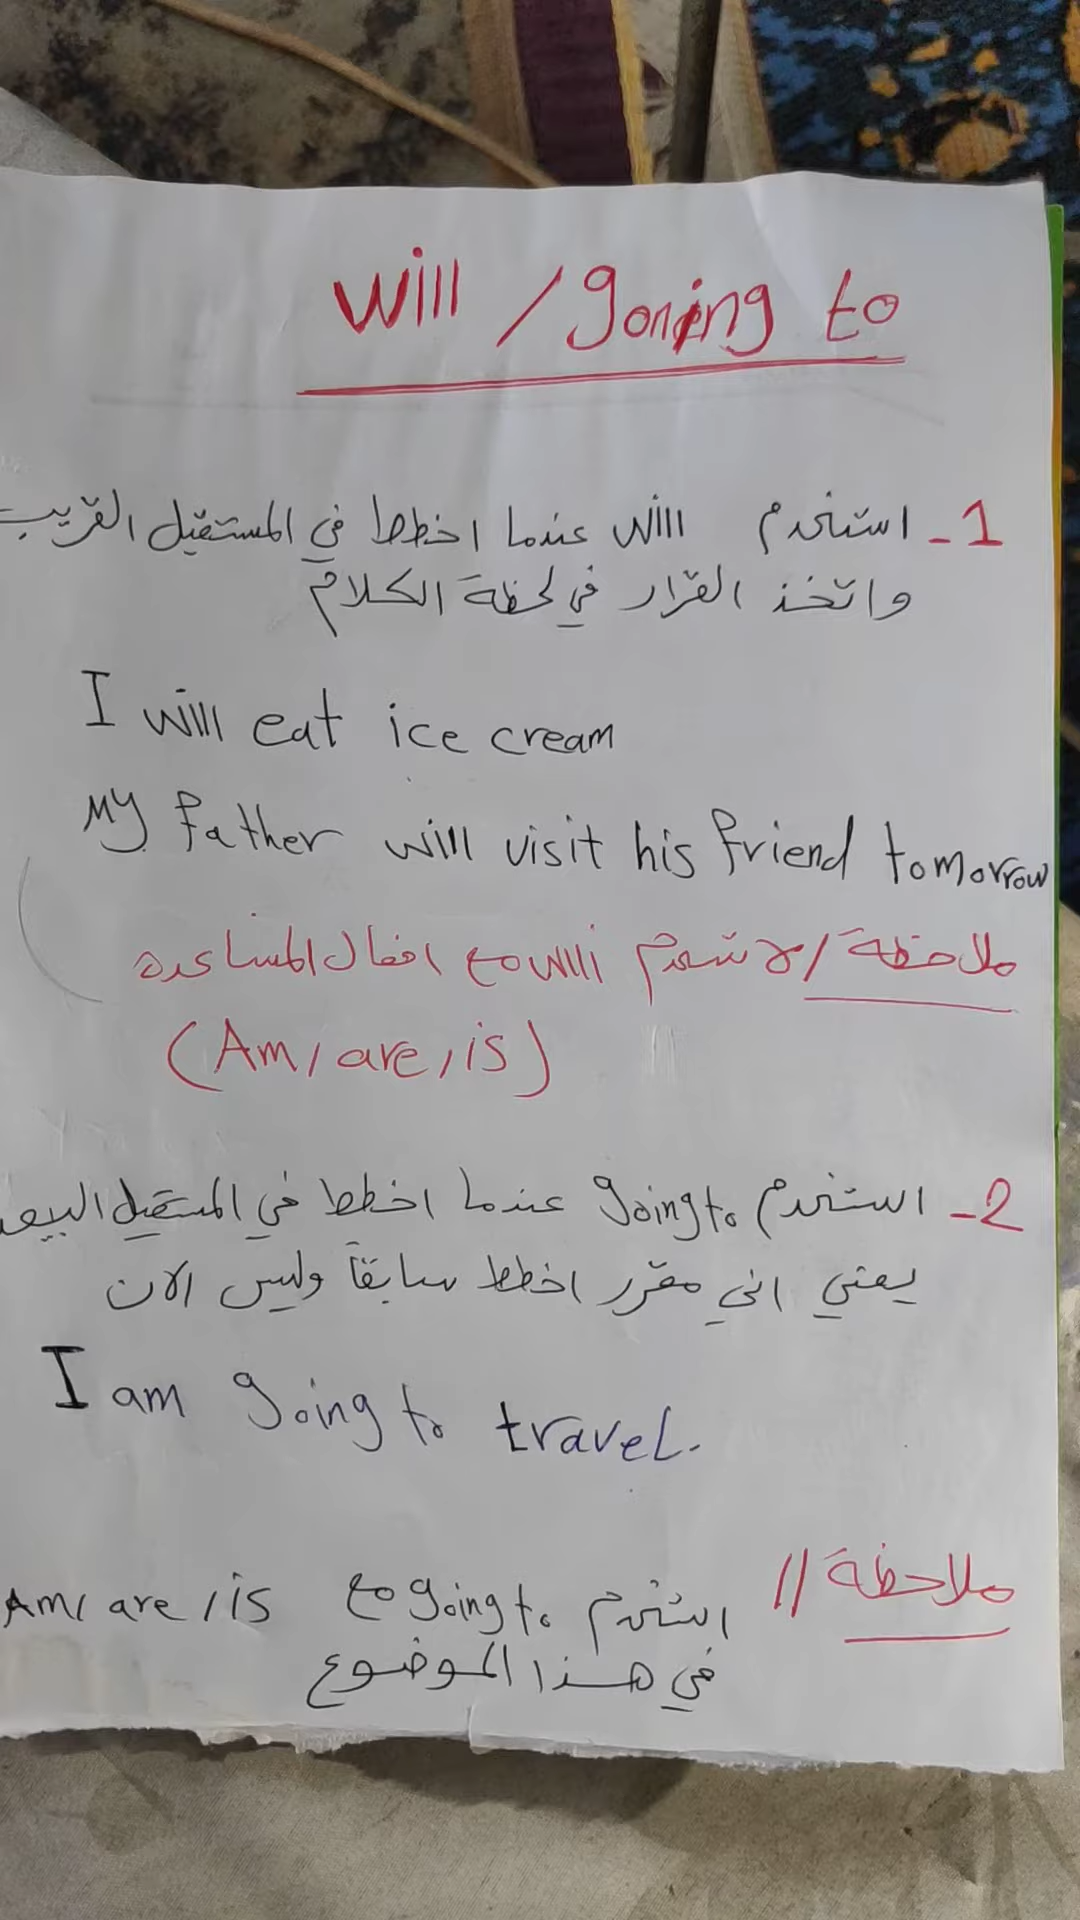 will / going to
1- استخدم will عندما اخطط في المستقبل القريب
واتخذ القرار في لحظة الكلام
I will eat ice cream
My father will visit his friend tomorrow
ملاحظة / لا تستخدم will مع افعال المساعدة
(Am / are / is)
2- استخدم going to عندما اخطط في المستقبل البعيد
يعني اني مقرر اخطط سابقاً وليس الان
I am going to travel.
ملاحظة // استخدم going to مع Am / are / is
في هذا الموضوع